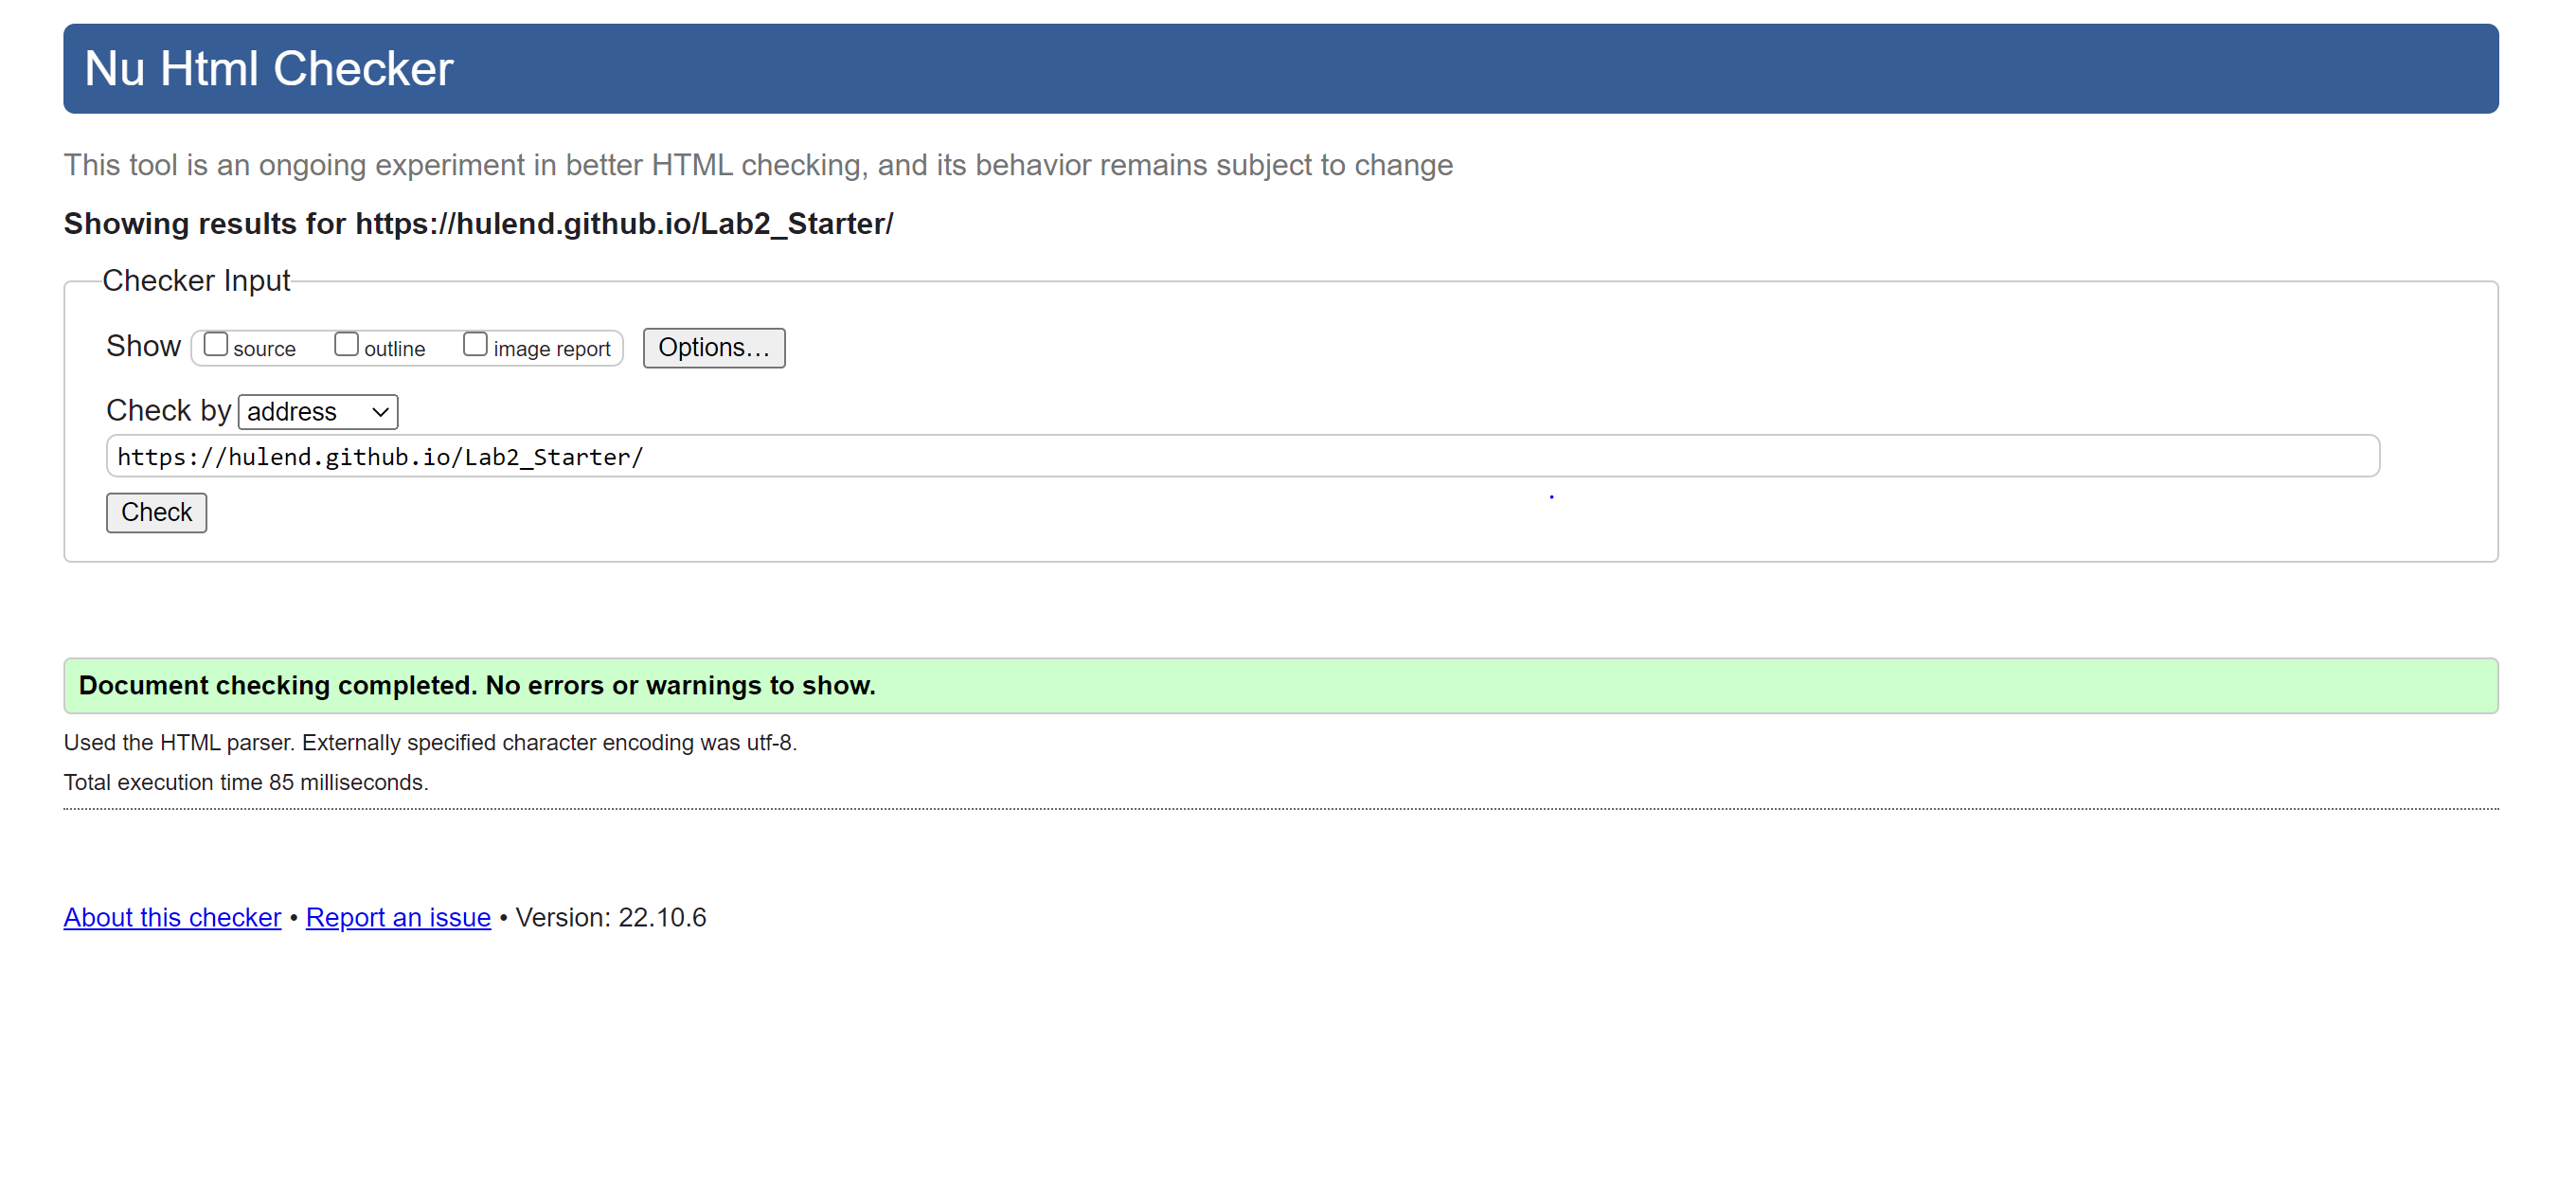 Nu Html Checker
This tool is an ongoing experiment in better HTML checking, and its behavior remains subject to change
Showing results for https://hulend.github.io/Lab2_Starter/
Checker Input
Show source outline image report Options...
Check by address
https://hulend.github.io/Lab2_Starter/
Check
Document checking completed. No errors or warnings to show.
Used the HTML parser. Externally specified character encoding was utf-8.
Total execution time 85 milliseconds.
About this checker • Report an issue • Version: 22.10.6